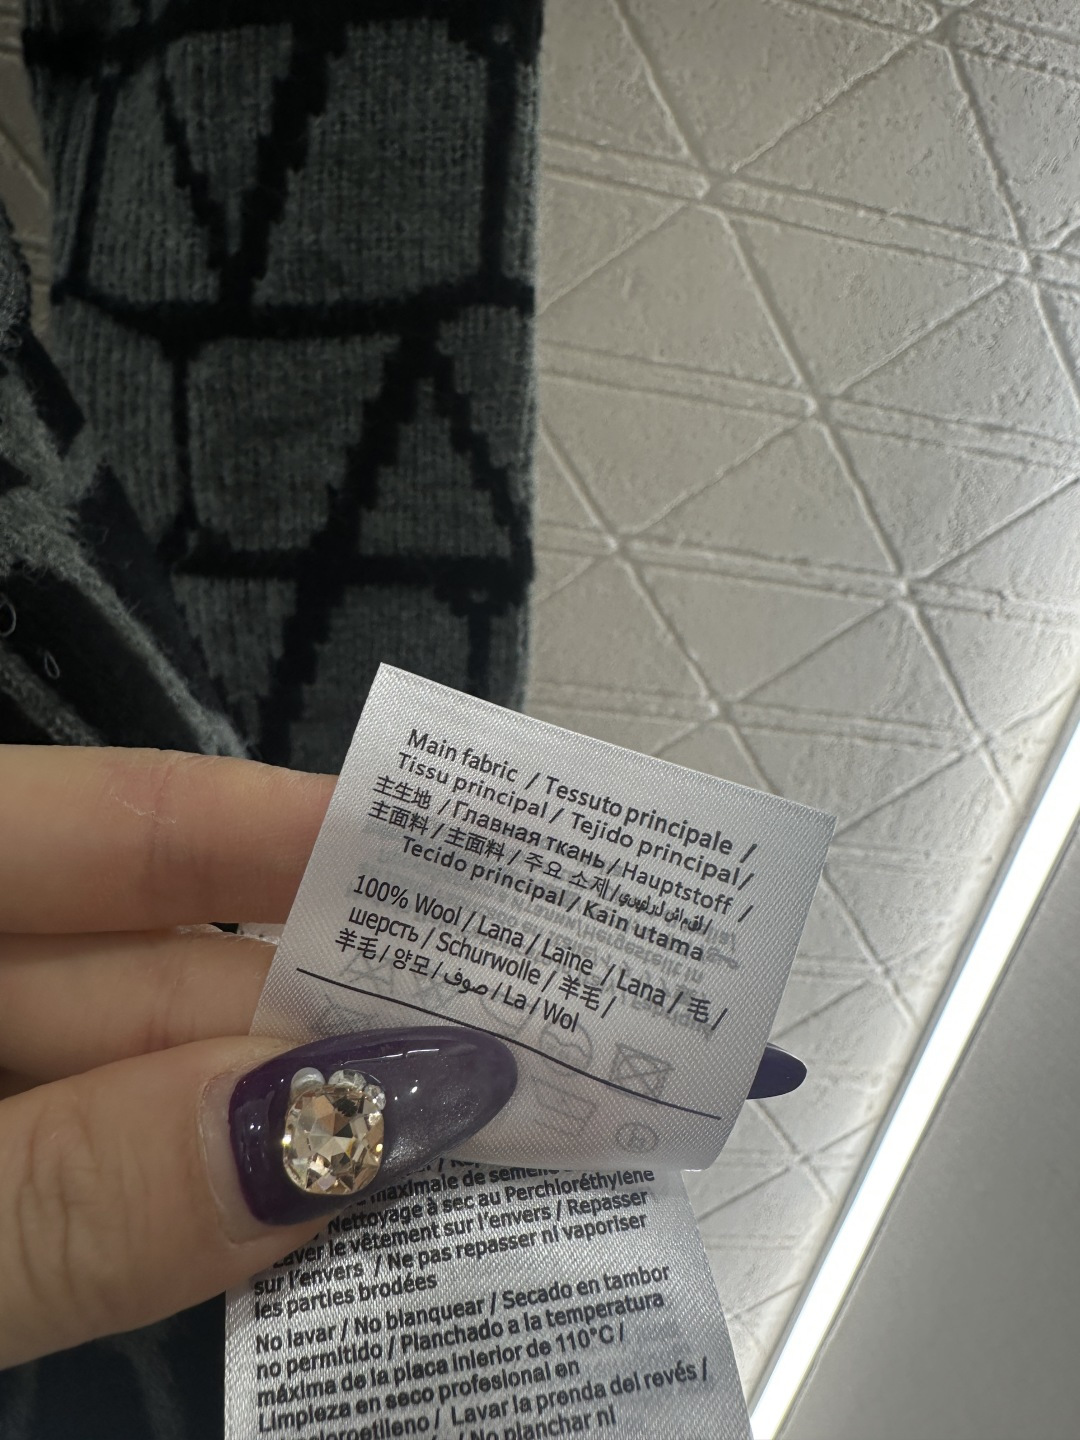 Main fabric / Tessuto principale /
Tissu principal / Tejido principal /
主生地 / Главная ткань / Hauptstoff /
主面料 / 主面料 / 주요 소제 /
Tecido principal / Kain utama
100% Wool / Lana / Laine / Lana / 毛 /
шерсть / Schurwolle / 羊毛 /
羊毛 / 양모 / صوف / La / Wol
maximale de semelle
Nettoyage à sec au Perchloréthylène
Laver le vêtement sur l'envers / Repasser
sur l'envers / Ne pas repasser ni vaporiser
les parties brodées
No lavar / No blanquear / Secado en tambor
no permitido / Planchado a la temperatura
máxima de la placa inferior de 110°C /
Limpieza en seco profesional en
/ Lavar la prenda del revés /
/ No planchar ni